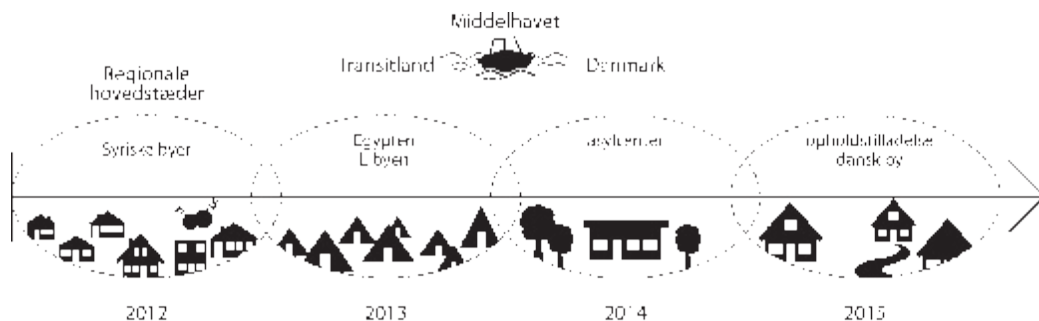 Middelhavet
Transitland
Danmark
Regionale
hovedstæder
Syriske byer
Egypten
Libyen
asylcenter
opholdstilladelse
dansk by
2012
2013
2014
2015